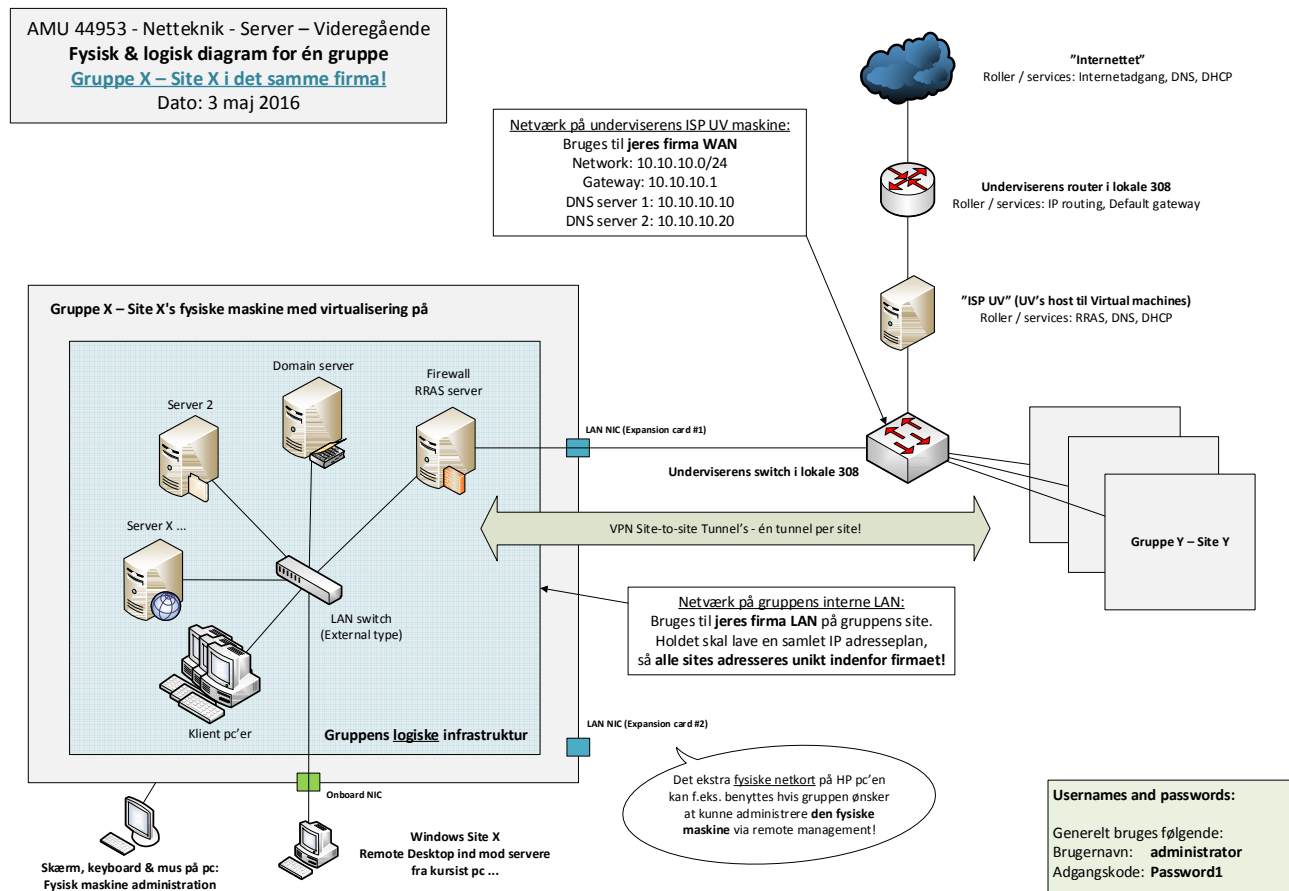 AMU 44953 - Netteknik - Server – Videregående
Fysisk & logisk diagram for én gruppe
Gruppe X – Site X i det samme firma!
Dato: 3 maj 2016
”Internettet”
Roller / services: Internetadgang, DNS, DHCP
Netværk på underviserens ISP UV maskine:
Bruges til jeres firma WAN
Network: 10.10.10.0/24
Gateway: 10.10.10.1
DNS server 1: 10.10.10.10
DNS server 2: 10.10.10.20
Underviserens router i lokale 308
Roller / services: IP routing, Default gateway
”ISP UV” (UV’s host til Virtual machines)
Roller / services: RRAS, DNS, DHCP
Gruppe X – Site X's fysiske maskine med virtualisering på
Domain server
Firewall
RRAS server
Server 2
LAN NIC (Expansion card #1)
Underviserens switch i lokale 308
Server X ...
VPN Site-to-site Tunnel’s - én tunnel per site!
Gruppe Y – Site Y
LAN switch
(External type)
Netværk på gruppens interne LAN:
Bruges til jeres firma LAN på gruppens site.
Holdet skal lave en samlet IP adresseplan,
så alle sites adresseres unikt indenfor firmaet!
Klient pc’er
Gruppens logiske infrastruktur
LAN NIC (Expansion card #2)
Onboard NIC
Det ekstra fysiske netkort på HP pc’en
kan f.eks. benyttes hvis gruppen ønsker
at kunne administrere den fysiske
maskine via remote management!
Skærm, keyboard & mus på pc:
Fysisk maskine administration
Windows Site X
Remote Desktop ind mod servere
fra kursist pc ...
Usernames and passwords:
Generelt bruges følgende:
Brugernavn: administrator
Adgangskode: Password1